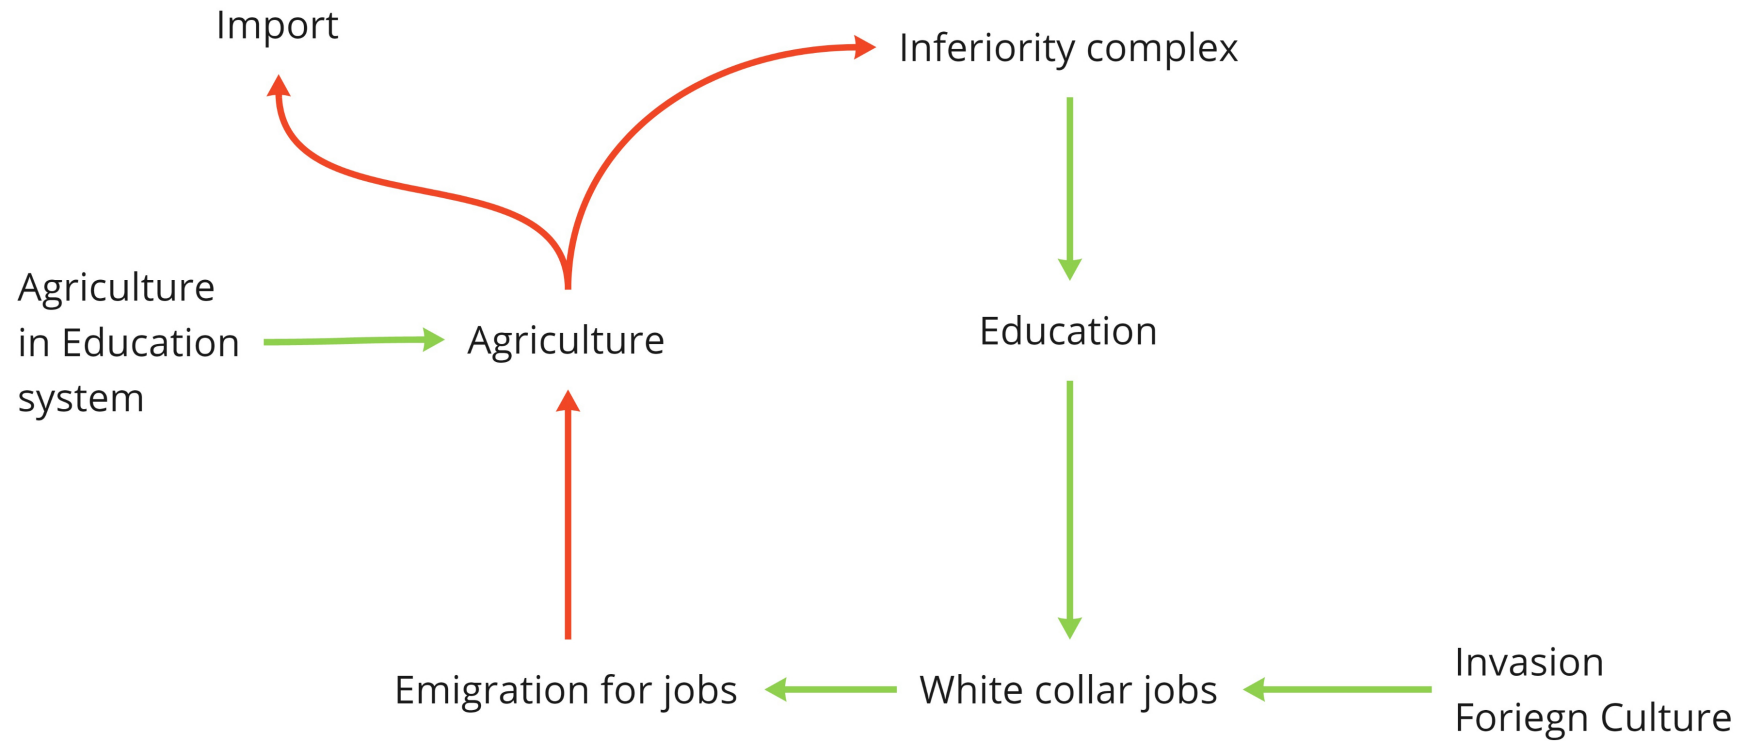 Import
Inferiority complex
Agriculture
in Education
system
Agriculture
Education
Emigration for jobs
White collar jobs
Invasion
Foriegn Culture